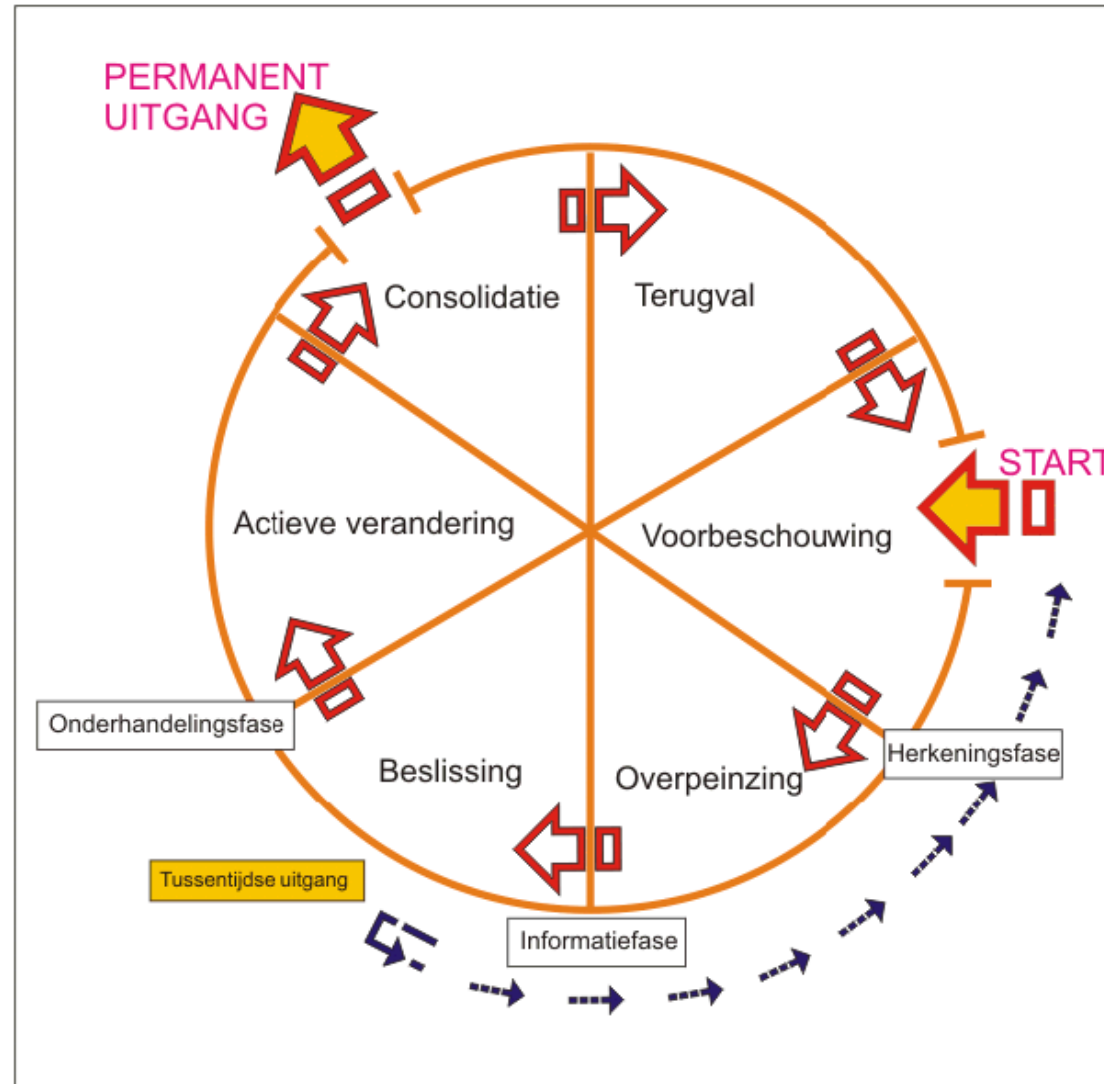 PERMANENT
UITGANG
Consolidatie
Terugval
START
Actieve verandering
Voorbeschouwing
Onderhandelingsfase
Herkeningsfase
Beslissing
Overpeinzing
Tussentijdse uitgang
Informatiefase